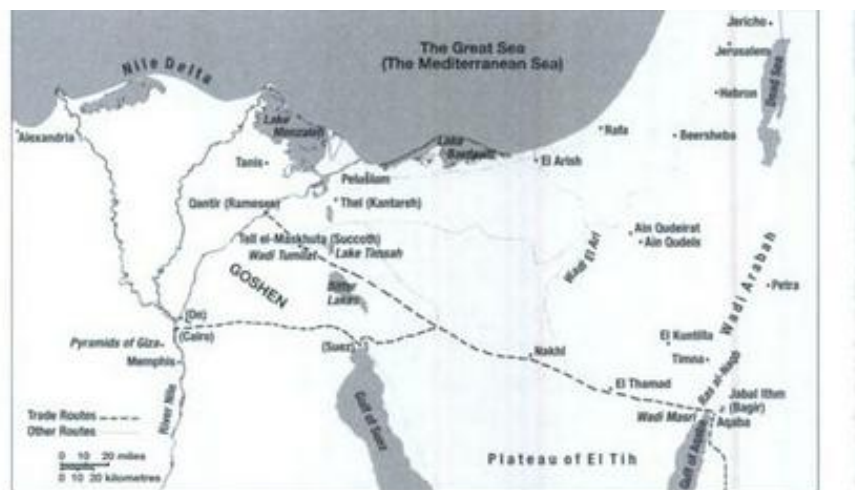 Jericho
Jerusalem
The Great Sea
(The Mediterranean Sea)
Nile Delta
Dead Sea
Hebron
Lake
Manzaleh
Alexandria
Rafa
Beersheba
Lake
Bardawil
Tanis
El Arish
Pelusium
Qantir (Rameses)
Thel (Kantareh)
Ain Qudeirat
Ain Qudeis
Tell el-Maskhuta (Succoth)
Wadi Tumilat
Lake Timsah
Wadi El Ari
GOSHEN
Bitter
Lakes
Wadi Arabah
Petra
(On)
(Cairo)
Pyramids of Giza
(Suez)
El Kuntilla
Memphis
Nakhl
Timna
Ras al-Naqb
El Thamad
Jabal Ithm
(Bagir)
Wadi Masri
Aqaba
Trade Routes
Other Routes
River Nile
Gulf of Suez
Gulf of Aqaba
Plateau of El Tih
0 10 20 miles
0 10 20 kilometres